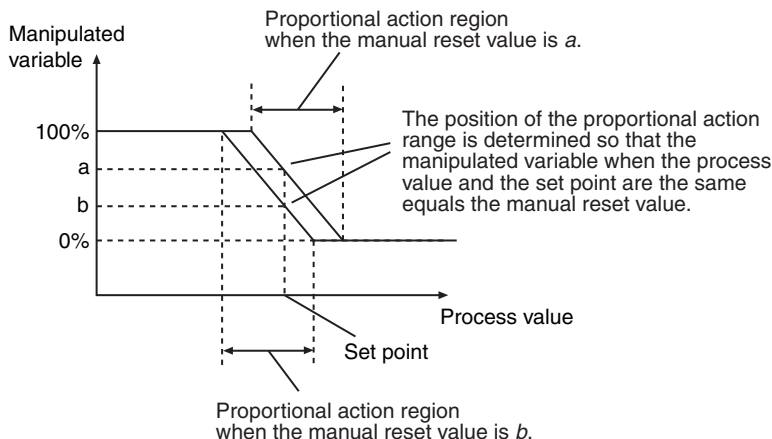 Proportional action region
when the manual reset value is a.
Manipulated
variable
100%
a
b
0%
The position of the proportional action
range is determined so that the
manipulated variable when the process
value and the set point are the same
equals the manual reset value.
Process value
Set point
Proportional action region
when the manual reset value is b.